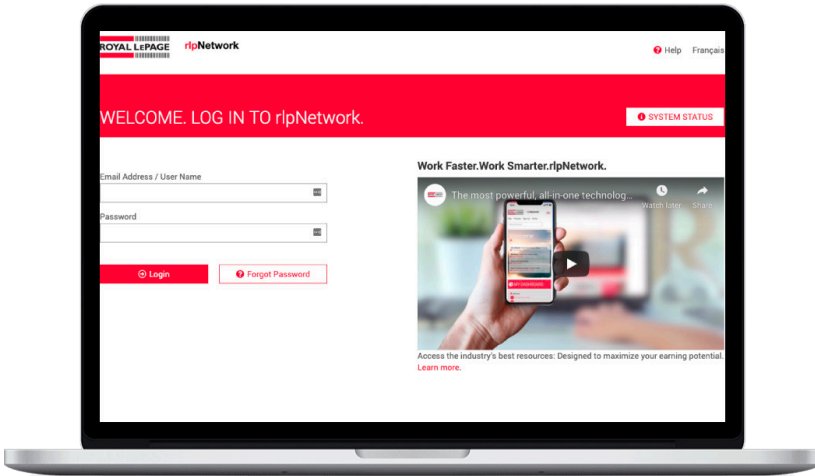 ROYAL LEPAGE
rlpNetwork
Help Français
WELCOME. LOG IN TO rlpNetwork.
SYSTEM STATUS
Email Address / User Name
Password
Login
Forgot Password
Work Faster.Work Smarter.rlpNetwork.
The most powerful, all-in-one technolog...
Watch later Share
MY DASHBOARD
Access the industry's best resources: Designed to maximize your earning potential.
Learn more.